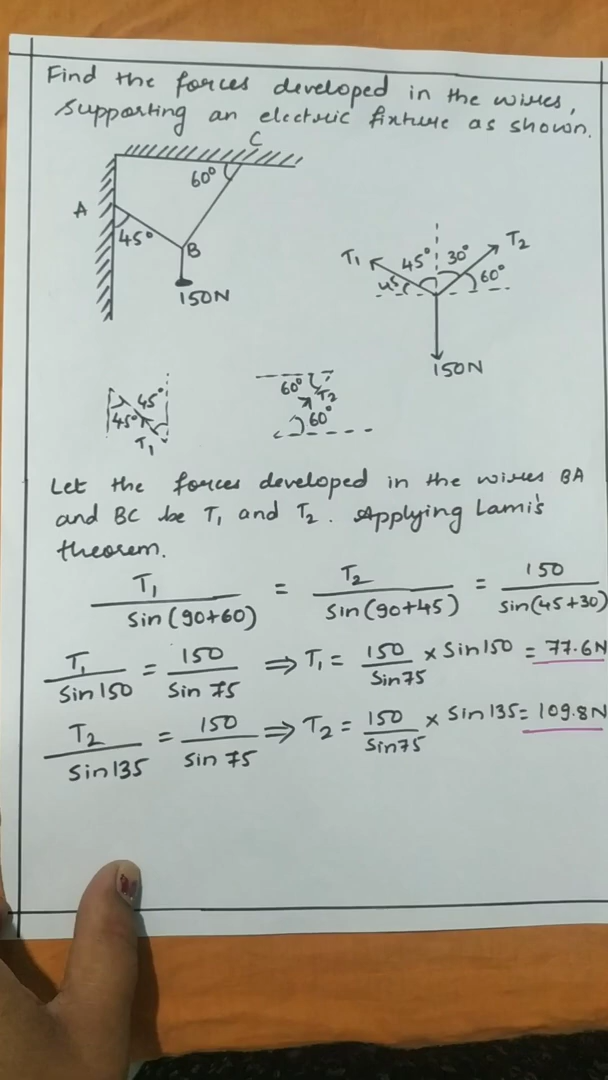 Find the forces developed in the wires,
Supporting an electric fixture as shown.
C
60°
A
45°
B
150N
T₁ 45° 30° T₂
45 60°
150N
45°
45°
T₁
60°
T₂
60°
Let the forces developed in the wires BA
and BC be T₁ and T₂. Applying Lami's
theorem.
T₁/sin(90+60) = T₂/sin(90+45) = 150/sin(45+30)
T₁/sin 150 = 150/sin 75 ⇒ T₁ = 150/sin75 × sin150 = 77.6N
T₂/sin135 = 150/sin 75 ⇒ T₂ = 150/sin75 × sin 135 = 109.8N